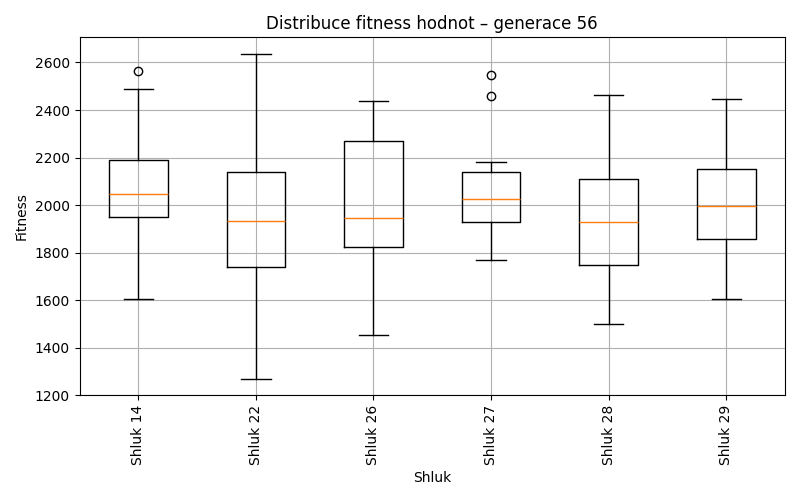 Distribuce fitness hodnot – generace 56
Fitness
2600
2400
2200
2000
1800
1600
1400
1200
Shluk 14
Shluk 22
Shluk 26
Shluk 27
Shluk 28
Shluk 29
Shluk